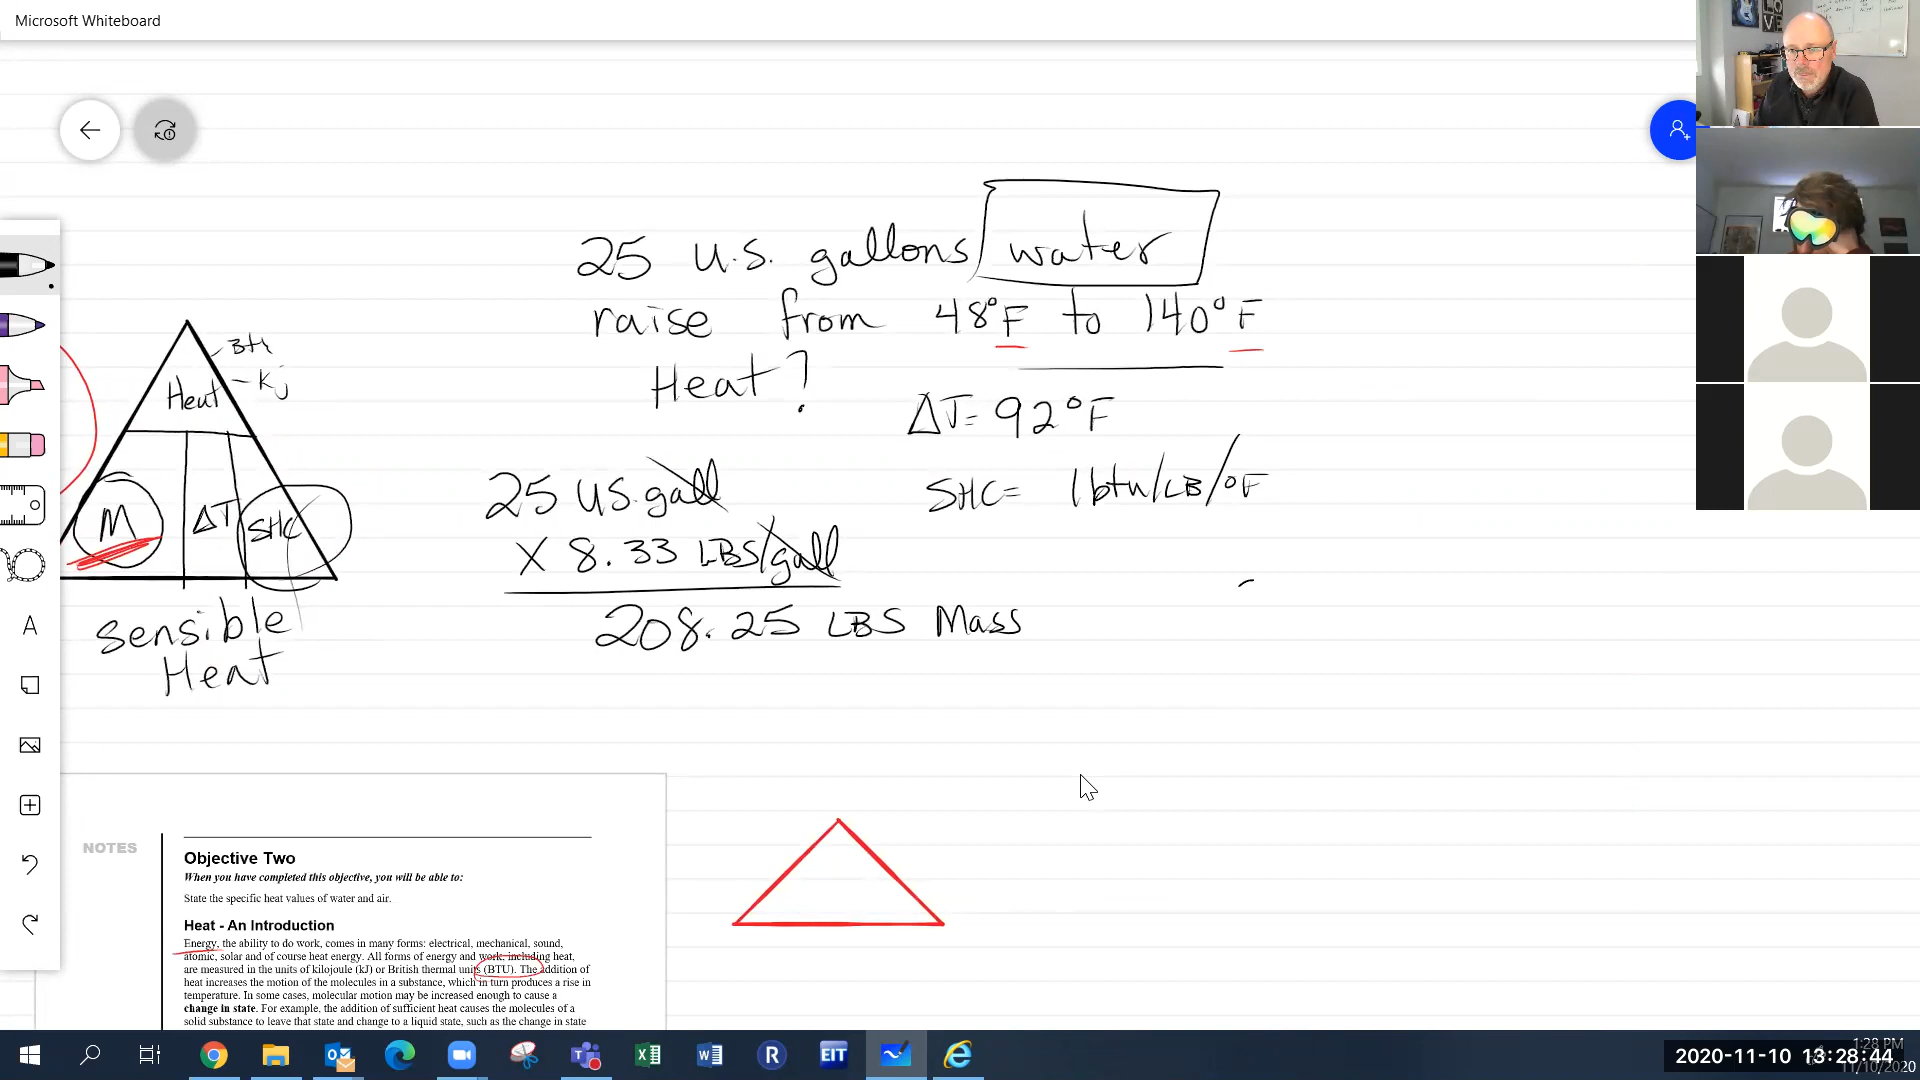 Microsoft Whiteboard
25 U.S. gallons water
raise from 48°F to 140°F
Heat?
ΔT= 92°F
SHC= 1 btu/LB/°F
25 US.gall
X 8.33 LBS/gall
208.25 LBS Mass
Btu
Heat - Kj
M ΔT SHC
Sensible
Heat
A
NOTES
Objective Two
When you have completed this objective, you will be able to:
State the specific heat values of water and air.
Heat - An Introduction
Energy, the ability to do work, comes in many forms: electrical, mechanical, sound,
atomic, solar and of course heat energy. All forms of energy and work, including heat,
are measured in the units of kilojoule (kJ) or British thermal units (BTU). The addition of
heat increases the motion of the molecules in a substance, which in turn produces a rise in
temperature. In some cases, molecular motion may be increased enough to cause a
change in state. For example, the addition of sufficient heat causes the molecules of a
solid substance to leave that state and change to a liquid state, such as the change in state
R
EIT
1:28 PM
2020-11-10 13:28:44
11/10/2020